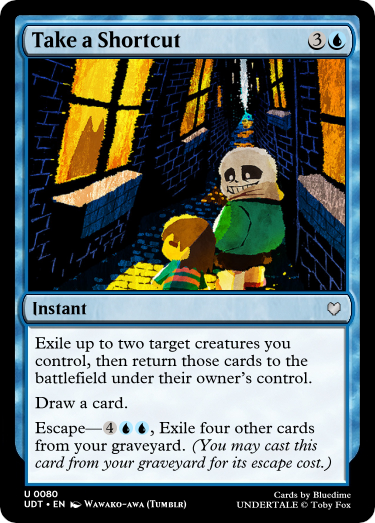 Take a Shortcut 3
Instant
Exile up to two target creatures you
control, then return those cards to the
battlefield under their owner's control.
Draw a card.
Escape—4, Exile four other cards
from your graveyard. (You may cast this
card from your graveyard for its escape cost.)
U 0080
UDT • EN Wawako-awa (Tumblr)
Cards by Bluedime
UNDERTALE © Toby Fox